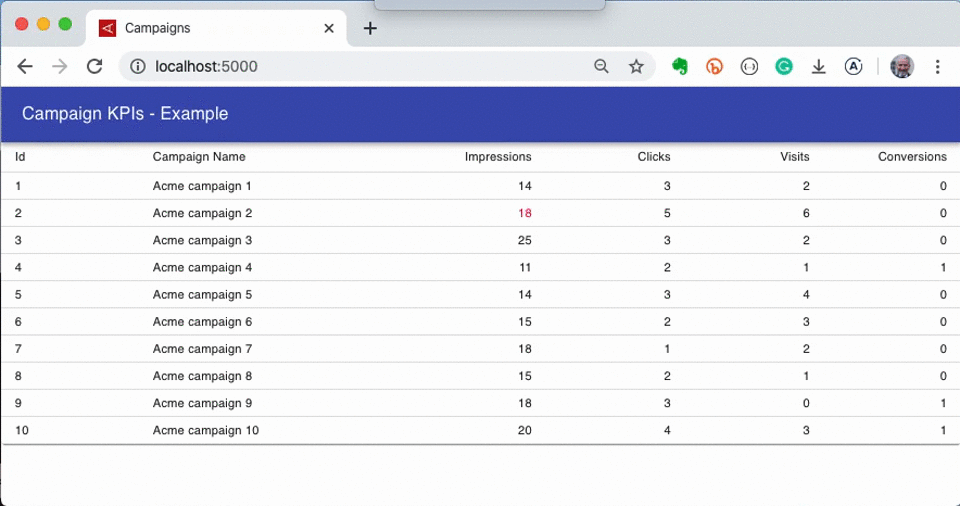 Campaigns
localhost:5000
Campaign KPIs - Example
Id Campaign Name Impressions Clicks Visits Conversions
1 Acme campaign 1 14 3 2 0
2 Acme campaign 2 18 5 6 0
3 Acme campaign 3 25 3 2 0
4 Acme campaign 4 11 2 1 1
5 Acme campaign 5 14 3 4 0
6 Acme campaign 6 15 2 3 0
7 Acme campaign 7 18 1 2 0
8 Acme campaign 8 15 2 1 0
9 Acme campaign 9 18 3 0 1
10 Acme campaign 10 20 4 3 1